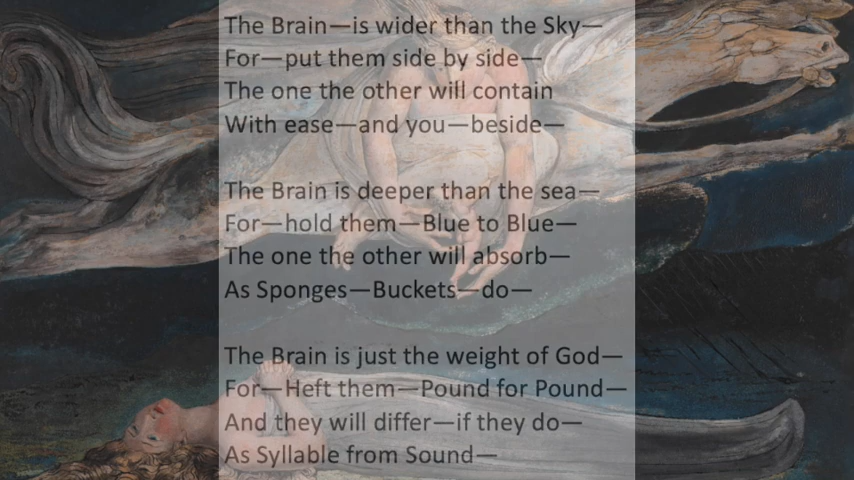 The Brain—is wider than the Sky—
For—put them side by side—
The one the other will contain
With ease—and you—beside—
The Brain is deeper than the sea—
For—hold them—Blue to Blue—
The one the other will absorb—
As Sponges—Buckets—do—
The Brain is just the weight of God—
For—Heft them—Pound for Pound—
And they will differ—if they do—
As Syllable from Sound—